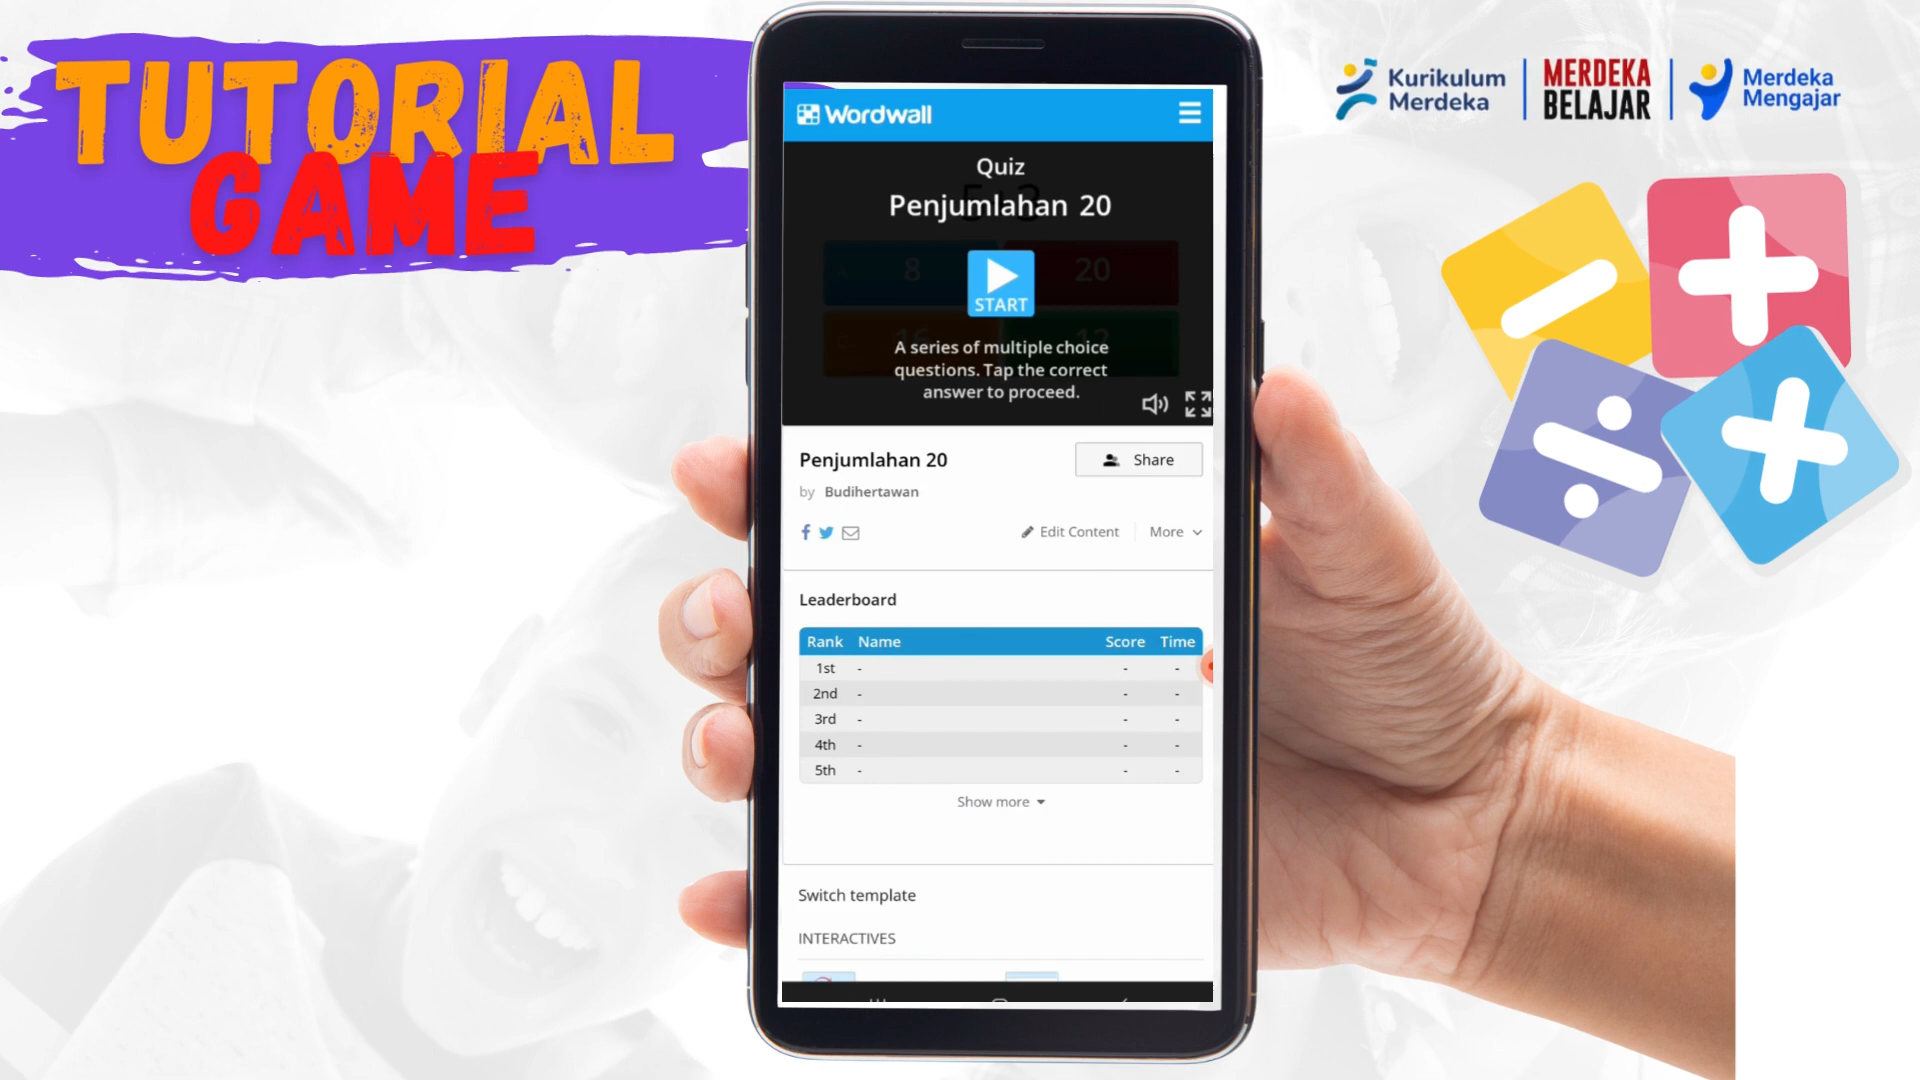 TUTORIAL
GAME
Kurikulum
Merdeka
MERDEKA
BELAJAR
Merdeka
Mengajar
Wordwall
Quiz
Penjumlahan 20
8
20
START
A series of multiple choice
questions. Tap the correct
answer to proceed.
Penjumlahan 20
Share
by Budihertawan
Edit Content
More
Leaderboard
Rank Name Score Time
1st - - -
2nd - - -
3rd - - -
4th - - -
5th - - -
Show more
Switch template
INTERACTIVES